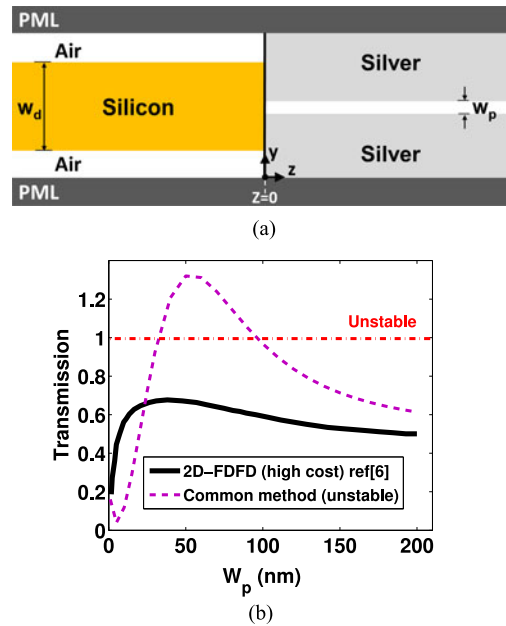 PML
Air
Silver
w_d
Silicon
w_p
Air
Silver
y
z
PML
Z=0
(a)
Transmission
1.2
1
0.8
0.6
0.4
0.2
0
Unstable
2D–FDFD (high cost) ref[6]
Common method (unstable)
0 50 100 150 200
W_p (nm)
(b)